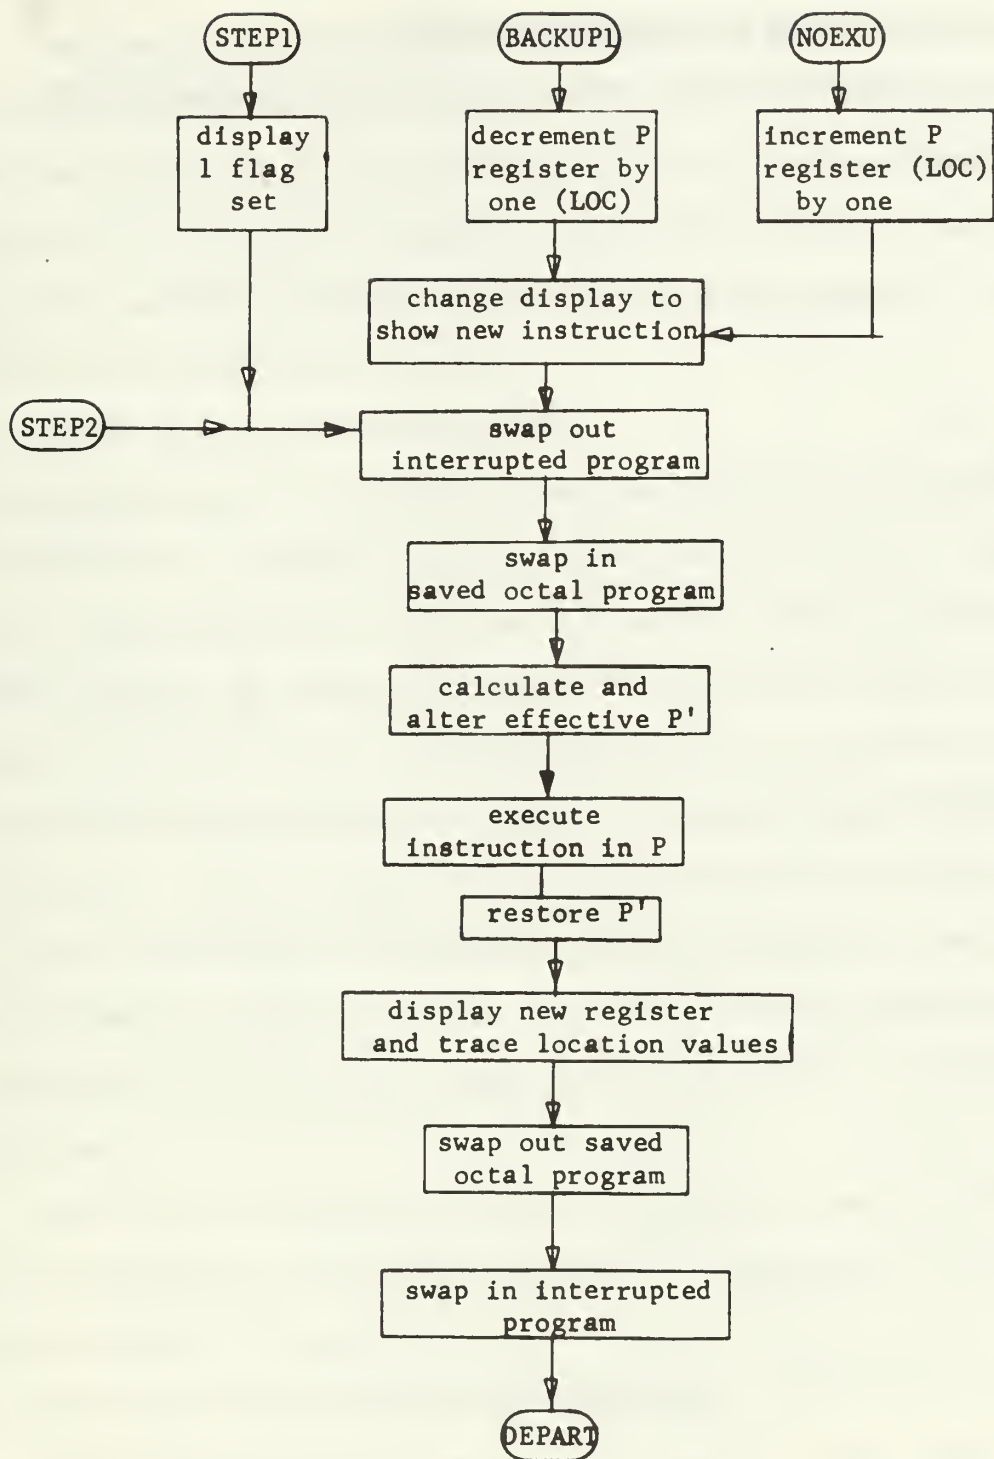 STEP1
BACKUP1
NOEXU
display
1 flag
set
decrement P
register by
one (LOC)
increment P
register (LOC)
by one
change display to
show new instruction
STEP2
swap out
interrupted program
swap in
saved octal program
calculate and
alter effective P'
execute
instruction in P
restore P'
display new register
and trace location values
swap out saved
octal program
swap in interrupted
program
DEPART